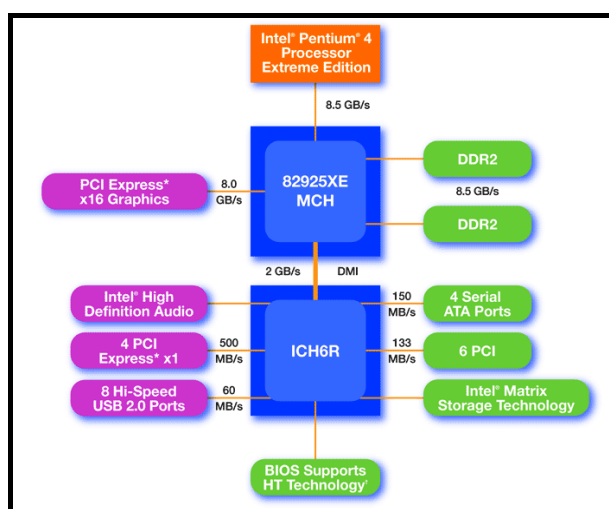 Intel® Pentium® 4
Processor
Extreme Edition
8.5 GB/s
82925XE
MCH
DDR2
8.5 GB/s
DDR2
PCI Express*
x16 Graphics
8.0
GB/s
2 GB/s
DMI
Intel® High
Definition Audio
150
MB/s
4 Serial
ATA Ports
4 PCI
Express* x1
500
MB/s
ICH6R
133
MB/s
6 PCI
8 Hi-Speed
USB 2.0 Ports
60
MB/s
Intel® Matrix
Storage Technology
BIOS Supports
HT Technology†